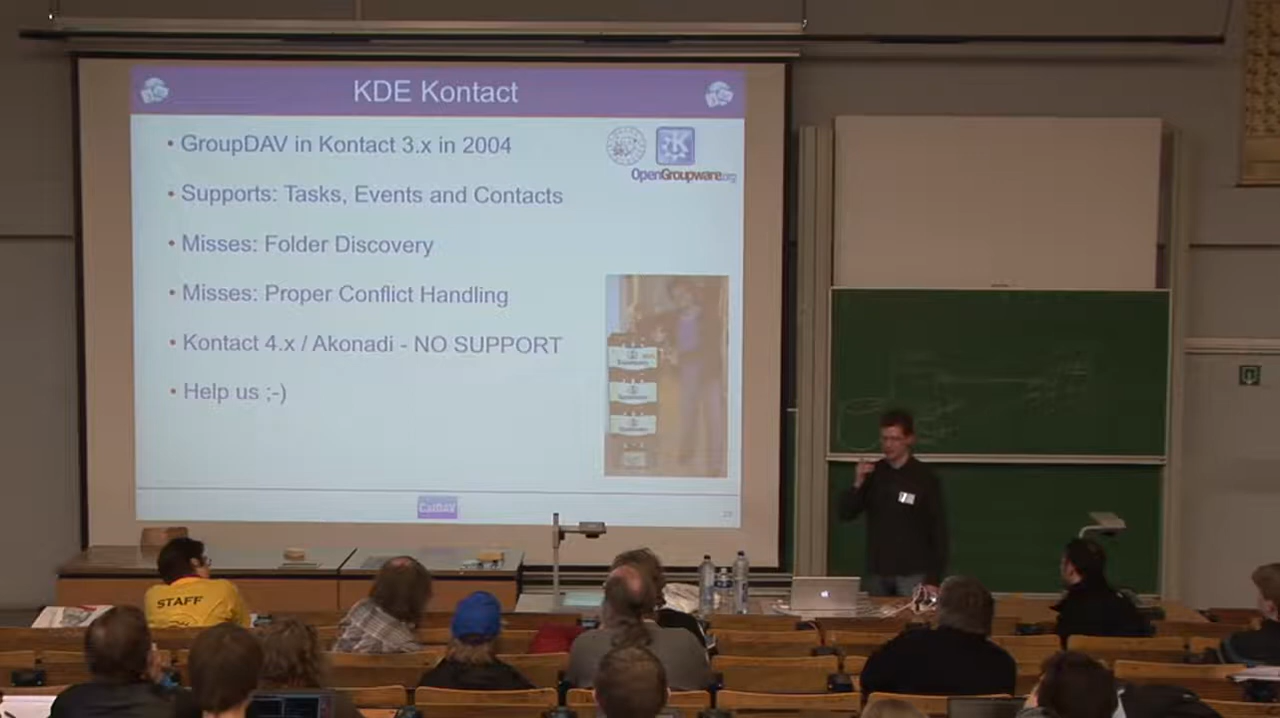 KDE Kontact
• GroupDAV in Kontact 3.x in 2004
OpenGroupware.org
• Supports: Tasks, Events and Contacts
• Misses: Folder Discovery
• Misses: Proper Conflict Handling
• Kontact 4.x / Akonadi - NO SUPPORT
• Help us ;-)
CalDAV
STAFF